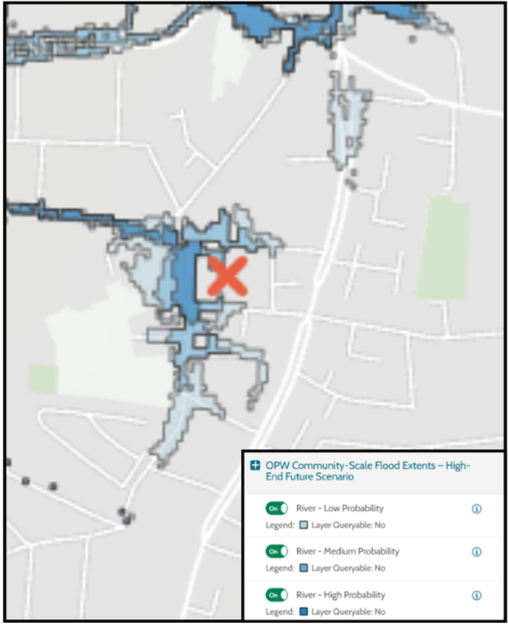 OPW Community-Scale Flood Extents – High-
End Future Scenario
On River - Low Probability
Legend: Layer Queryable: No
On River - Medium Probability
Legend: Layer Queryable: No
On River - High Probability
Legend: Layer Queryable: No